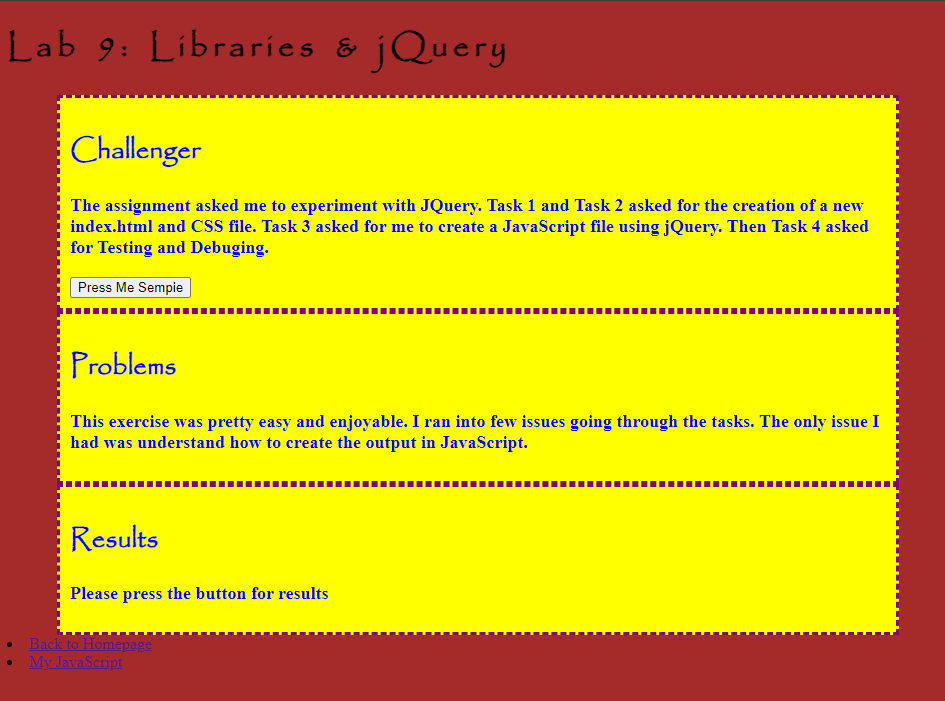 Lab 9: Libraries & jQuery
Challenger
The assignment asked me to experiment with JQuery. Task 1 and Task 2 asked for the creation of a new
index.html and CSS file. Task 3 asked for me to create a JavaScript file using jQuery. Then Task 4 asked
for Testing and Debuging.
Press Me Sempie
Problems
This exercise was pretty easy and enjoyable. I ran into few issues going through the tasks. The only issue I
had was understand how to create the output in JavaScript.
Results
Please press the button for results
Back to Homepage
My JavaScript